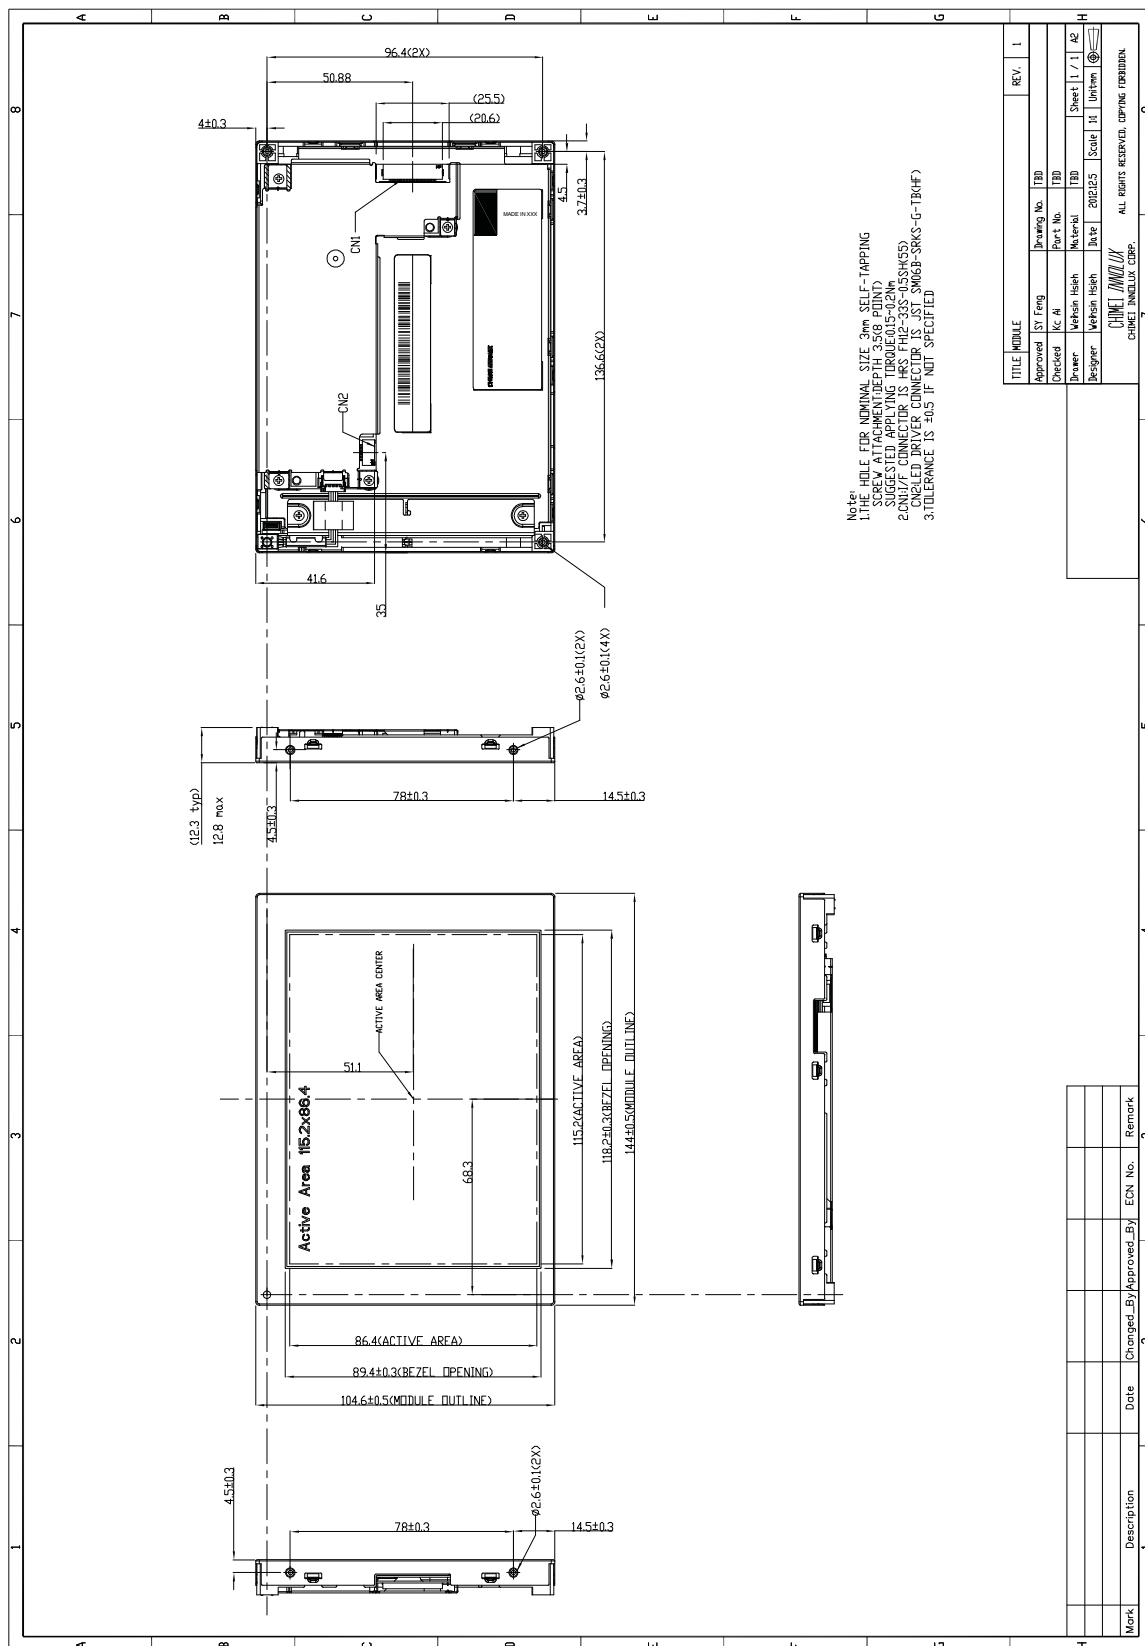 A
B
C
D
E
F
G
H
8
7
6
5
4
3
2
1
96.4(2X)
50.88
(25.5)
(20.6)
4±0.3
4.5
3.7±0.3
CN1
MADE IN XXX
136.6(2X)
CN2
41.6
35
Ø2.6±0.1(2X)
Ø2.6±0.1(4X)
(12.3 typ)
12.8 max
4.5±0.3
78±0.3
14.5±0.3
ACTIVE AREA CENTER
51.1
Active Area 115.2x86.4
68.3
115.2(ACTIVE AREA)
118.2±0.3(BEZEL OPENING)
144±0.5(MODULE OUTLINE)
86.4(ACTIVE AREA)
89.4±0.3(BEZEL OPENING)
104.6±0.5(MODULE OUTLINE)
4.5±0.3
78±0.3
14.5±0.3
Ø2.6±0.1(2X)
Note:
1.THE HOLE FOR NOMINAL SIZE 3mm SELF-TAPPING
SCREW ATTACHMENT:DEPTH 3.5(8 POINT)
SUGGESTED APPLYING TORQUE:0.15~0.2Nm
2.CN1:I/F CONNECTOR IS HRS FH12-33S-0.5SH(55)
CN2:LED DRIVER CONNECTOR IS JST SM06B-SRKS-G-TB(HF)
3.TOLERANCE IS ±0.5 IF NOT SPECIFIED
TITLE MODULE REV. 1
Approved SY Feng Drawing No. TBD
Checked Kc Ai Part No. TBD
Drawer Weihsin Hsieh Material TBD Sheet 1 / 1 A2
Designer Weihsin Hsieh Date 2012.12.5 Scale 1:1 Unit:mm
CHIMEI INNOLUX
CHIMEI INNOLUX CORP. ALL RIGHTS RESERVED, COPYING FORBIDDEN.
Mark Description Date Changed_By Approved_By ECN No. Remark